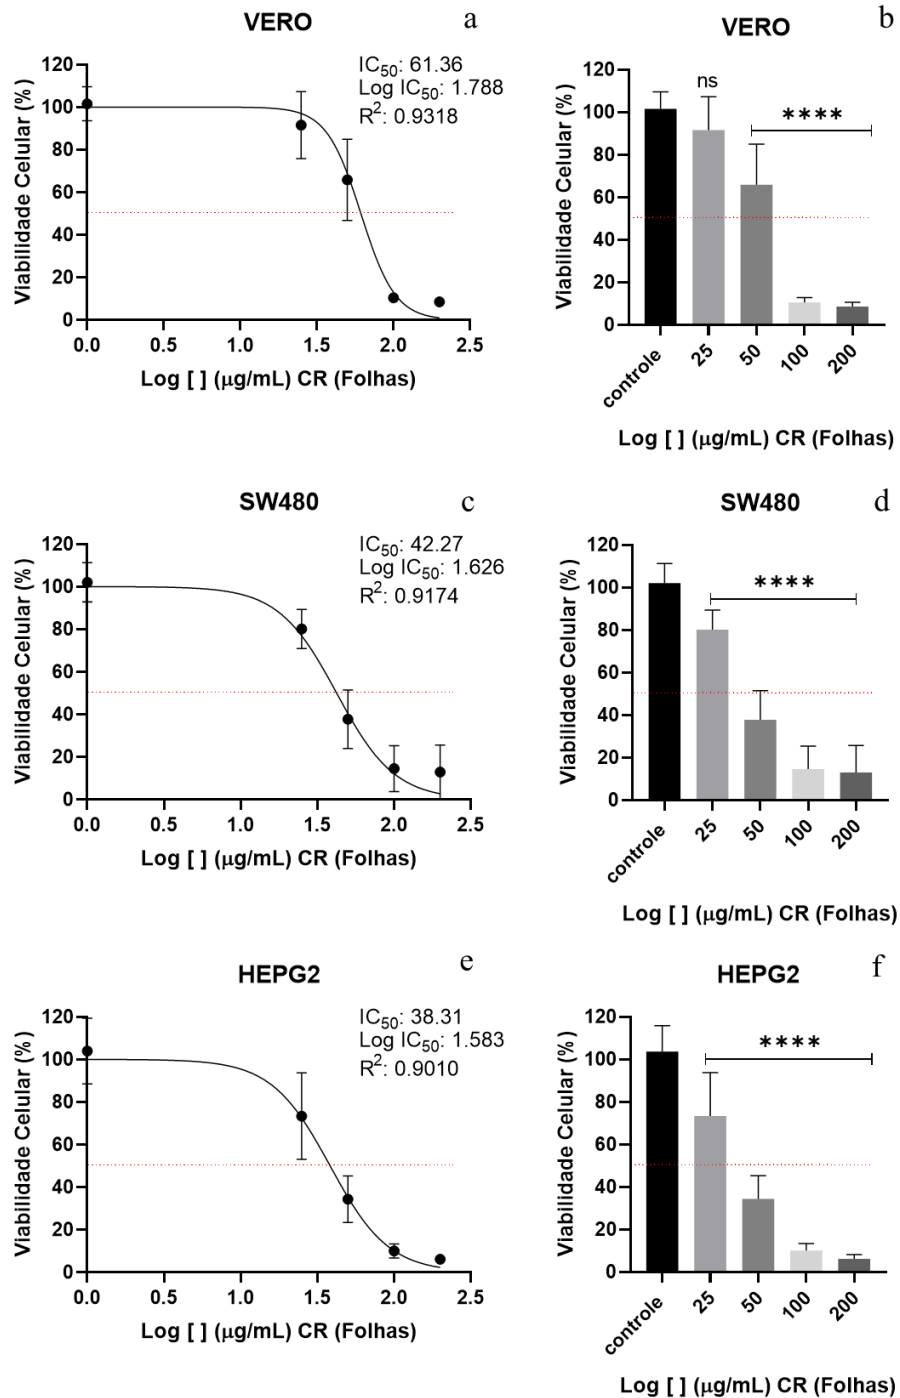 VERO
a
IC50: 61.36
Log IC50: 1.788
R2: 0.9318
Viabilidade Celular (%)
120
100
80
60
40
20
0
0.0 0.5 1.0 1.5 2.0 2.5
Log [ ] (μg/mL) CR (Folhas)
VERO
b
ns
****
Viabilidade Celular (%)
120
100
80
60
40
20
0
controle 25 50 100 200
Log [ ] (μg/mL) CR (Folhas)
SW480
c
IC50: 42.27
Log IC50: 1.626
R2: 0.9174
Viabilidade Celular (%)
120
100
80
60
40
20
0
0.0 0.5 1.0 1.5 2.0 2.5
Log [ ] (μg/mL) CR (Folhas)
SW480
d
****
Viabilidade Celular (%)
120
100
80
60
40
20
0
controle 25 50 100 200
Log [ ] (μg/mL) CR (Folhas)
HEPG2
e
IC50: 38.31
Log IC50: 1.583
R2: 0.9010
Viabilidade Celular (%)
120
100
80
60
40
20
0
0.0 0.5 1.0 1.5 2.0 2.5
Log [ ] (μg/mL) CR (Folhas)
HEPG2
f
****
Viabilidade Celular (%)
120
100
80
60
40
20
0
controle 25 50 100 200
Log [ ] (μg/mL) CR (Folhas)